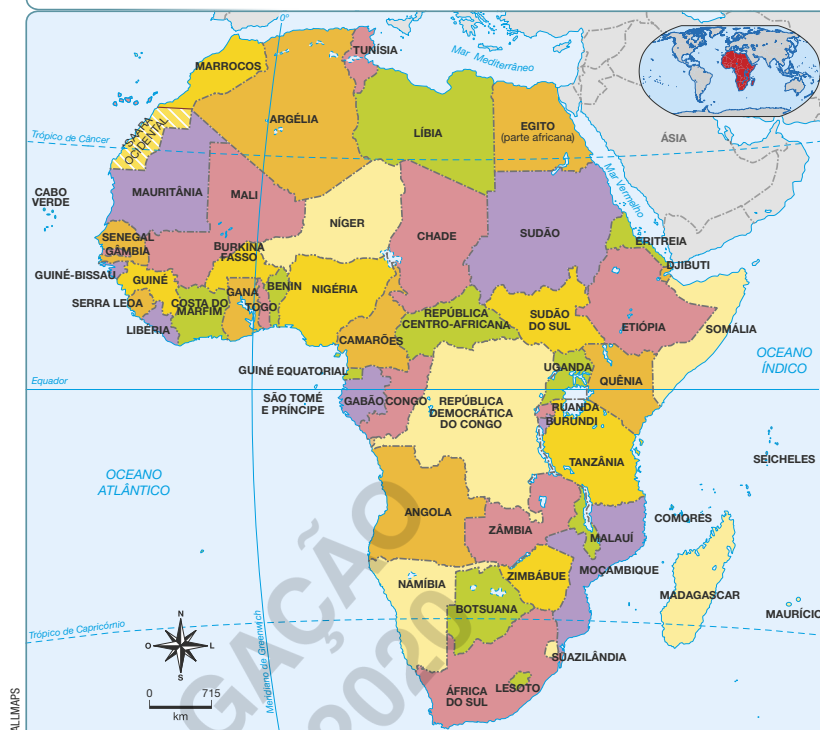 0°
TUNÍSIA
Mar Mediterrâneo
MARROCOS
ARGÉLIA
LÍBIA
EGITO
(parte africana)
ÁSIA
Trópico de Câncer
*SAARA
OCIDENTAL
Mar Vermelho
CABO
VERDE
MAURITÂNIA
MALI
NÍGER
CHADE
SUDÃO
ERITREIA
DJIBUTI
SENEGAL
GÂMBIA
GUINÉ-BISSAU
GUINÉ
BURKINA
FASSO
BENIN
NIGÉRIA
SERRA LEOA
COSTA DO
MARFIM
GANA
TOGO
LIBÉRIA
CAMARÕES
REPÚBLICA
CENTRO-AFRICANA
SUDÃO
DO SUL
ETIÓPIA
SOMÁLIA
OCEANO
ÍNDICO
GUINÉ EQUATORIAL
UGANDA
QUÊNIA
Equador
SÃO TOMÉ
E PRÍNCIPE
GABÃO
CONGO
REPÚBLICA
DEMOCRÁTICA
DO CONGO
RUANDA
BURUNDI
TANZÂNIA
SEICHELES
OCEANO
ATLÂNTICO
ANGOLA
ZÂMBIA
MALAUÍ
COMORES
MOÇAMBIQUE
NAMÍBIA
ZIMBÁBUE
BOTSUANA
MADAGASCAR
MAURÍCIO
Trópico de Capricórnio
Meridiano de Greenwich
SUAZILÂNDIA
ÁFRICA
DO SUL
LESOTO
N
O
L
S
0
715
km
ALLMAPS
GAÇÃO
2020